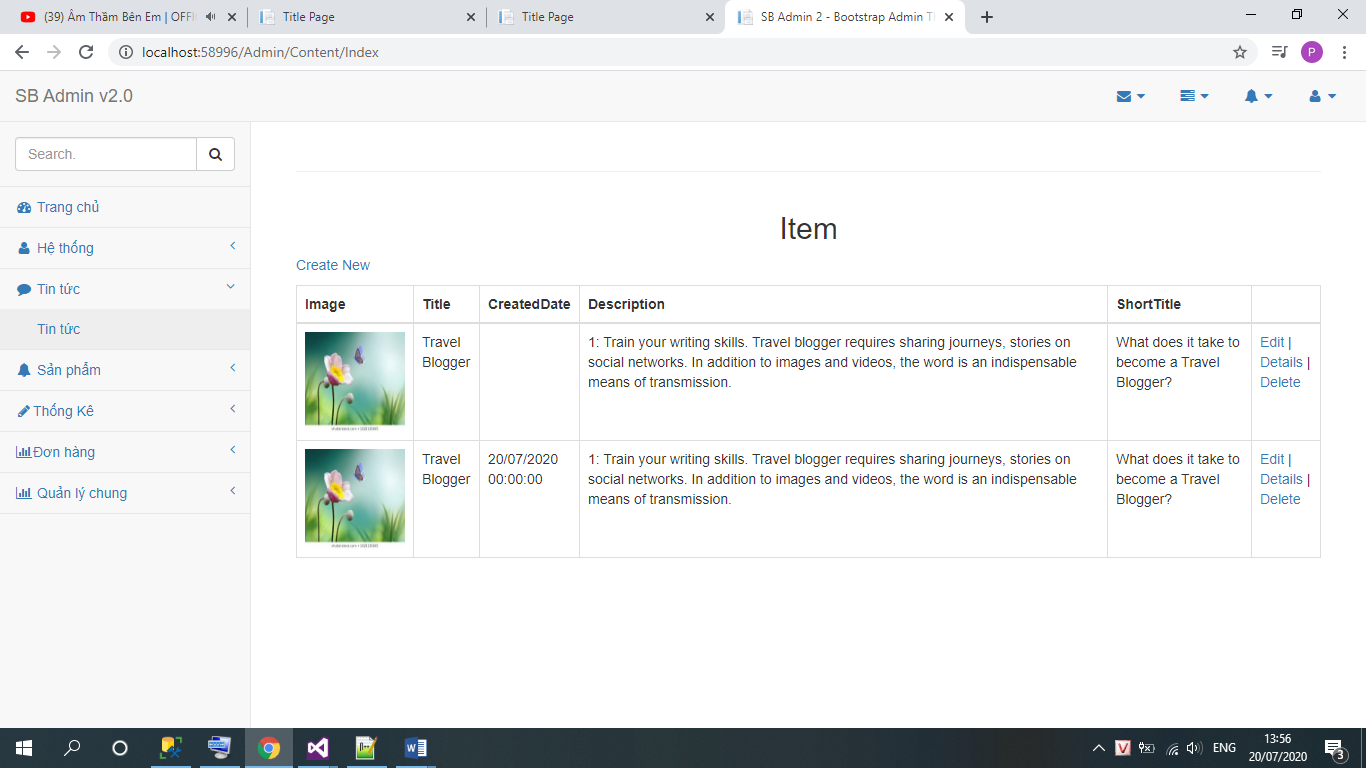 (39) Âm Thầm Bên Em | OFFI
Title Page
Title Page
SB Admin 2 - Bootstrap Admin Th
localhost:58996/Admin/Content/Index
P
SB Admin v2.0
Search.
Trang chủ
Hệ thống
Tin tức
Tin tức
Sản phẩm
Thống Kê
Đơn hàng
Quản lý chung
Item
Create New
Image Title CreatedDate Description ShortTitle
Travel 1: Train your writing skills. Travel blogger requires sharing journeys, stories on What does it take to Edit |
Blogger social networks. In addition to images and videos, the word is an indispensable become a Travel Details |
means of transmission. Blogger? Delete
Travel 20/07/2020 1: Train your writing skills. Travel blogger requires sharing journeys, stories on What does it take to Edit |
Blogger 00:00:00 social networks. In addition to images and videos, the word is an indispensable become a Travel Details |
means of transmission. Blogger? Delete
V ENG 13:56
20/07/2020 3